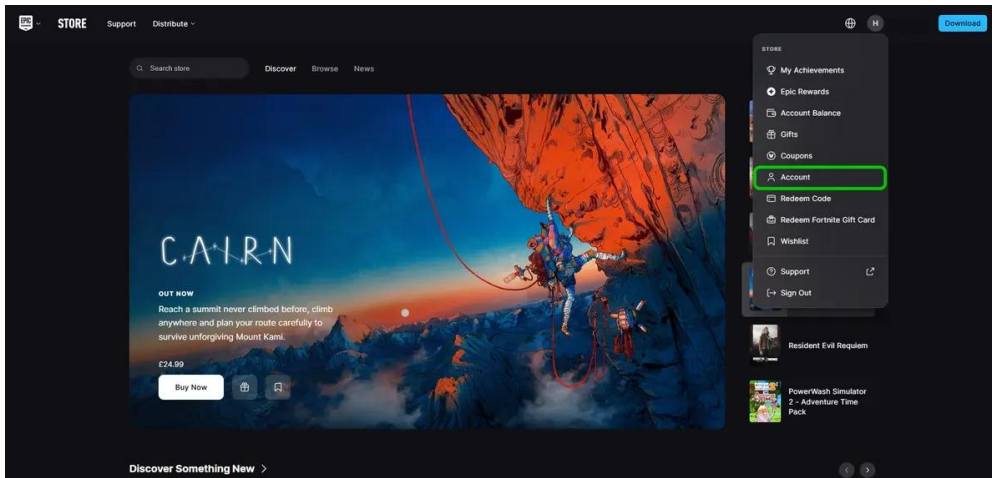 EPIC
GAMES
STORE
Support
Distribute
H
Download
Search store
Discover
Browse
News
STORE
My Achievements
Epic Rewards
Account Balance
Gifts
Coupons
Account
Redeem Code
Redeem Fortnite Gift Card
Wishlist
Support
Sign Out
CAIRN
OUT NOW
Reach a summit never climbed before, climb
anywhere and plan your route carefully to
survive unforgiving Mount Kami.
£24.99
Buy Now
Resident Evil Requiem
PowerWash Simulator
2 - Adventure Time
Pack
Discover Something New